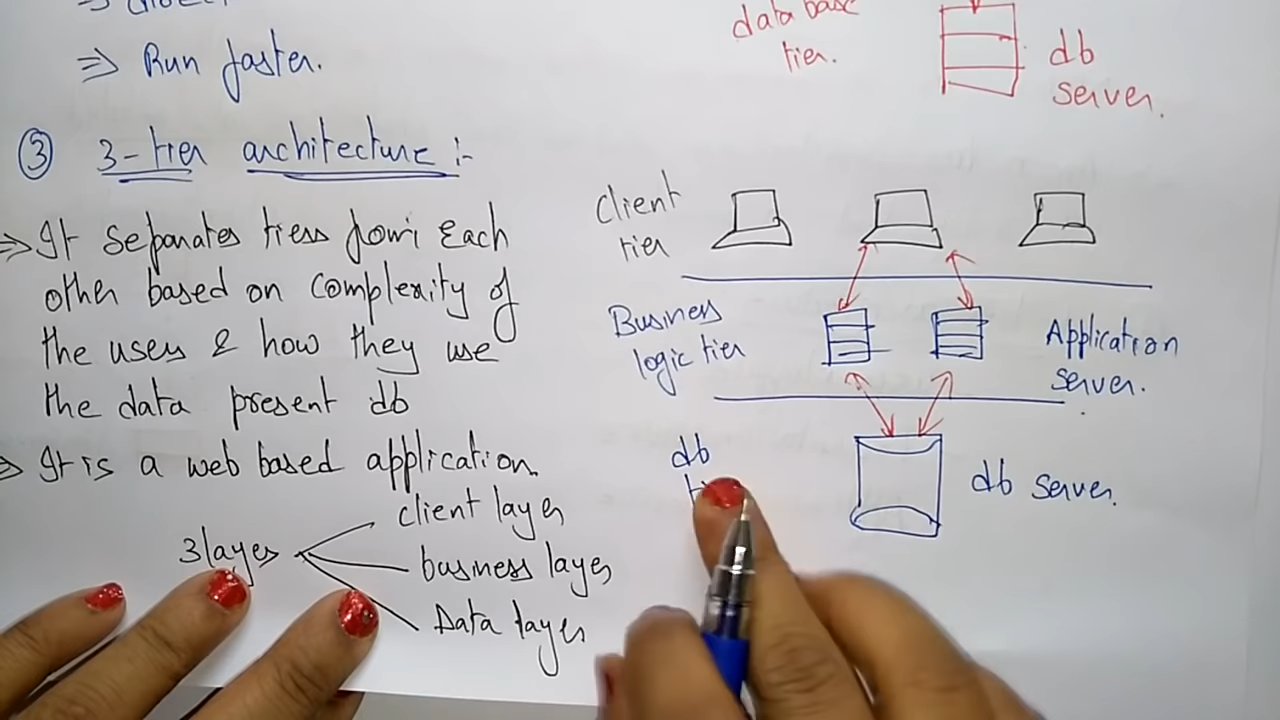 ⇒ Run faster.
③ 3-tier architecture :-
⇒ It separates tiers from each
other based on complexity of
the users & how they use
the data present db
⇒ It is a web based application.
3 layers
client layer
business layer
Data layer
data base
tier.
db
server.
Client
tier
Business
logic tier
Application
server.
db
db server.